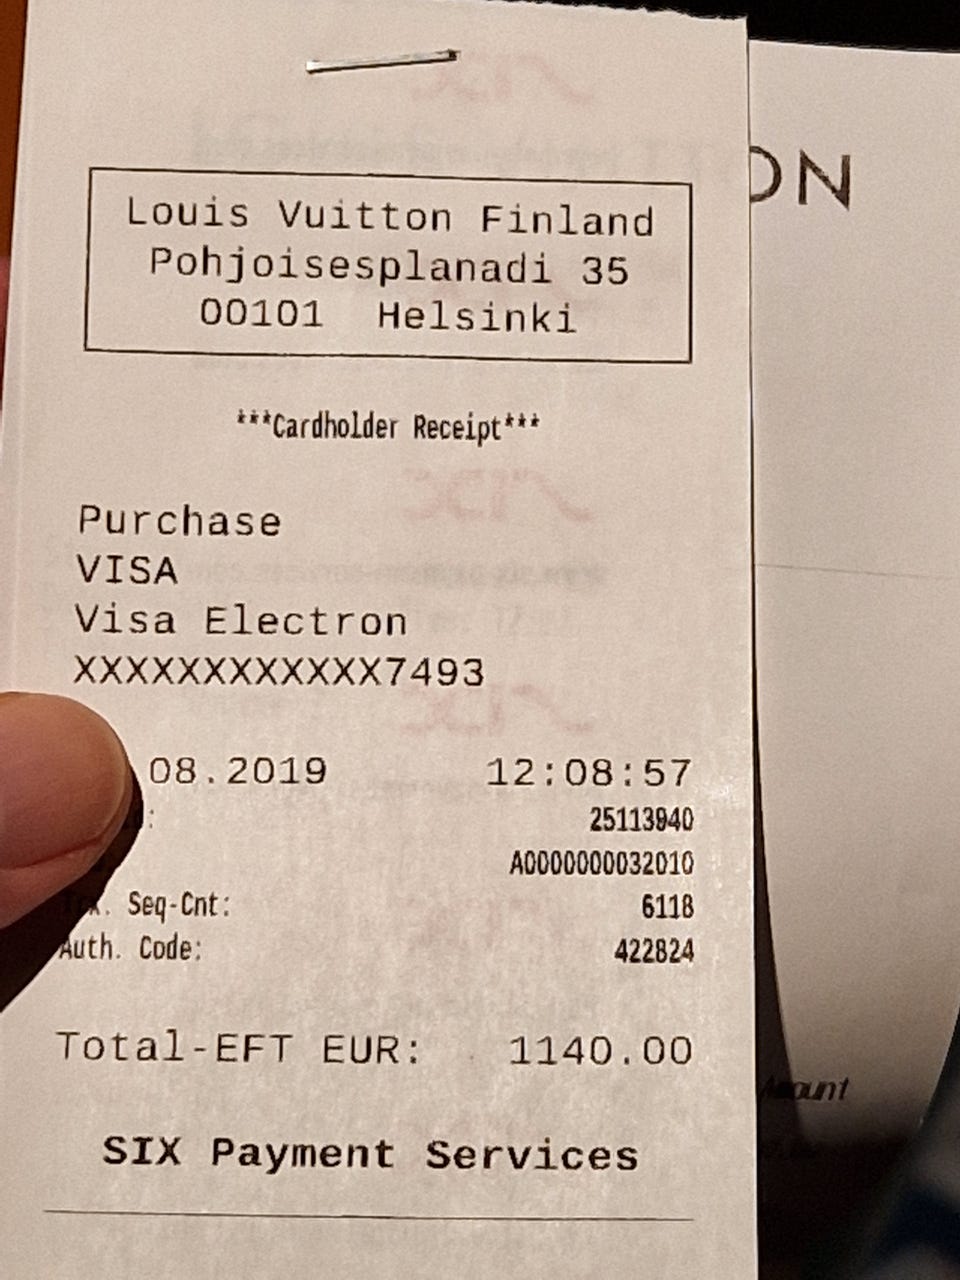 ON
Louis Vuitton Finland
Pohjoisesplanadi 35
00101 Helsinki
***Cardholder Receipt***
Purchase
VISA
Visa Electron
XXXXXXXXXXXX7493
.08.2019 12:08:57
25113940
A0000000032010
Seq-Cnt: 6118
Auth. Code: 422824
Total-EFT EUR: 1140.00
Amount
SIX Payment Services